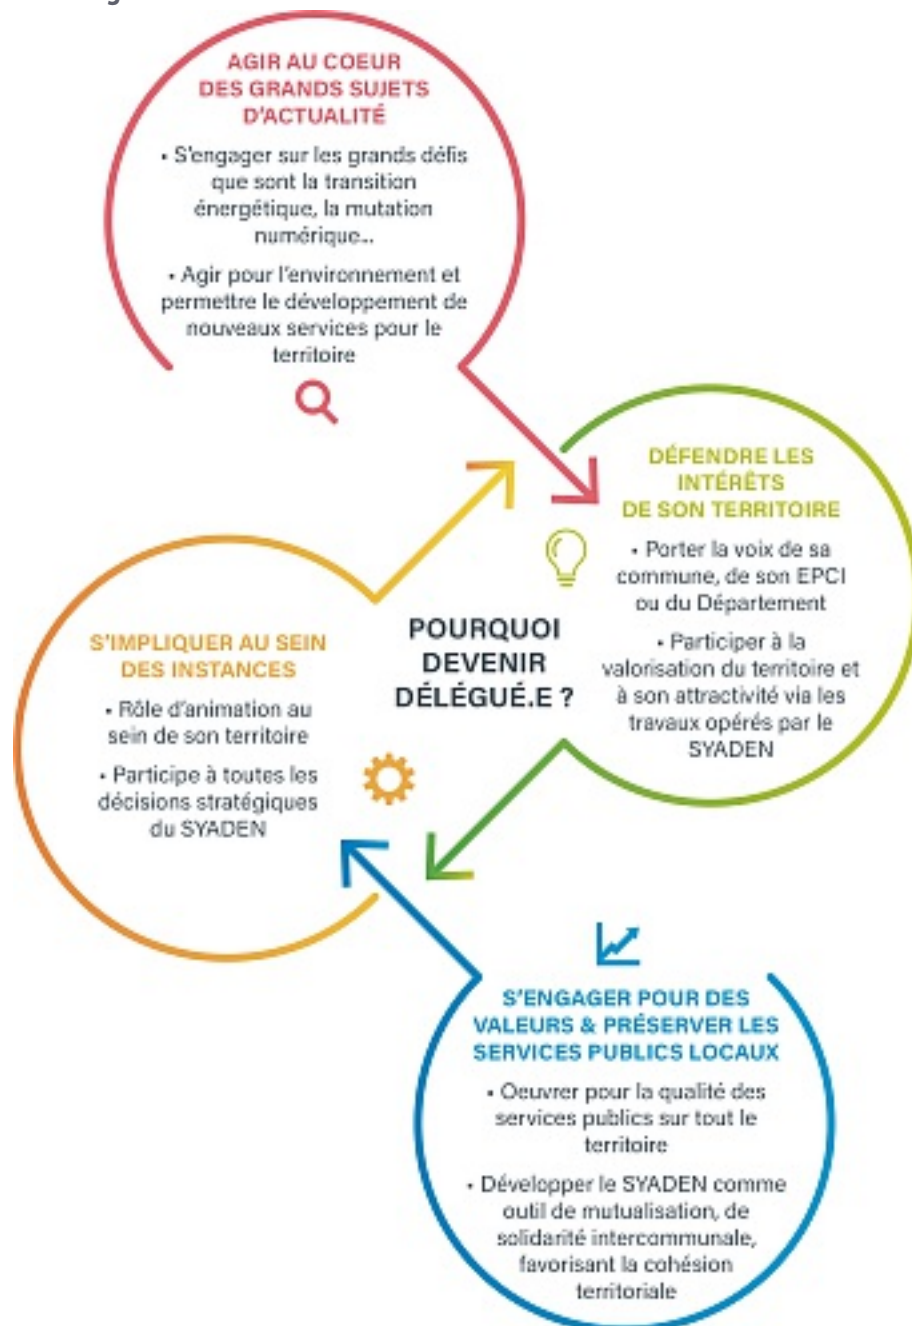 AGIR AU COEUR
DES GRANDS SUJETS
D'ACTUALITÉ
• S'engager sur les grands défis
que sont la transition
énergétique, la mutation
numérique...
• Agir pour l'environnement et
permettre le développement de
nouveaux services pour le
territoire
DÉFENDRE LES
INTÉRÊTS
DE SON TERRITOIRE
• Porter la voix de sa
commune, de son EPCI
ou du Département
• Participer à la
valorisation du territoire et
à son attractivité via les
travaux opérés par le
SYADEN
POURQUOI
DEVENIR
DÉLÉGUÉ.E ?
S'IMPLIQUER AU SEIN
DES INSTANCES
• Rôle d'animation au
sein de son territoire
• Participe à toutes les
décisions stratégiques
du SYADEN
S'ENGAGER POUR DES
VALEURS & PRÉSERVER LES
SERVICES PUBLICS LOCAUX
• Oeuvrer pour la qualité des
services publics sur tout le
territoire
• Développer le SYADEN comme
outil de mutualisation, de
solidarité intercommunale,
favorisant la cohésion
territoriale